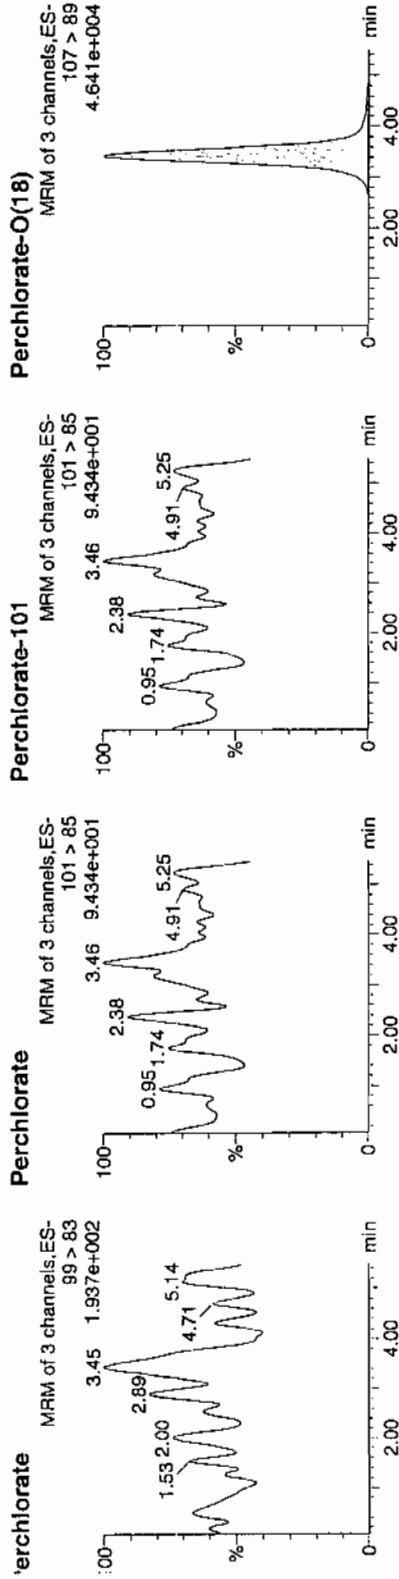 'erchlorate
MRM of 3 channels,ES-
99 > 83
1.937e+002
:00
%
0
1.53
2.00
2.89
3.45
4.71
5.14
2.00
4.00
min
Perchlorate
MRM of 3 channels,ES-
101 > 85
9.434e+001
100
%
0
0.95
1.74
2.38
3.46
4.91
5.25
2.00
4.00
min
Perchlorate-101
MRM of 3 channels,ES-
101 > 85
9.434e+001
100
%
0
0.95
1.74
2.38
3.46
4.91
5.25
2.00
4.00
min
Perchlorate-O(18)
MRM of 3 channels,ES-
107 > 89
4.641e+004
100
%
0
2.00
4.00
min